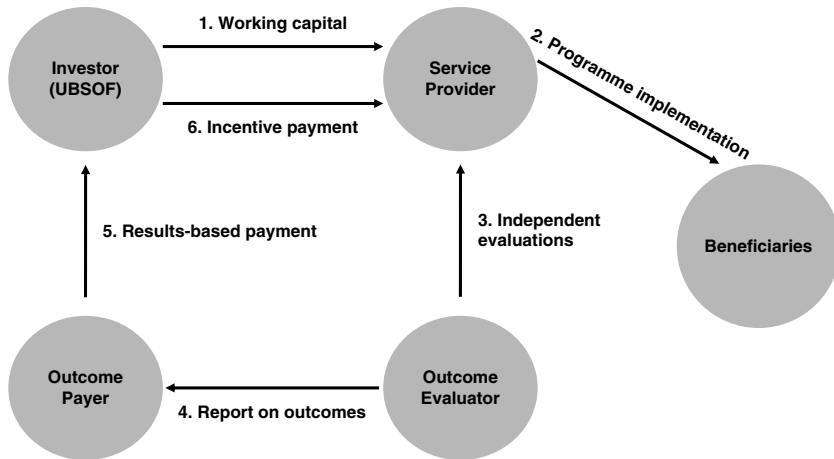 1. Working capital
Investor
(UBSOF)
Service
Provider
2. Programme implementation
6. Incentive payment
5. Results-based payment
3. Independent
evaluations
Beneficiaries
Outcome
Payer
Outcome
Evaluator
4. Report on outcomes